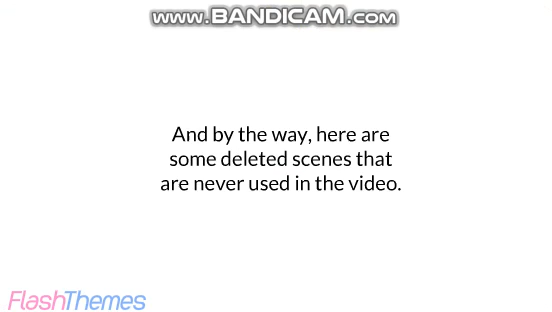 www.BANDICAM.com
And by the way, here are
some deleted scenes that
are never used in the video.
FlashThemes